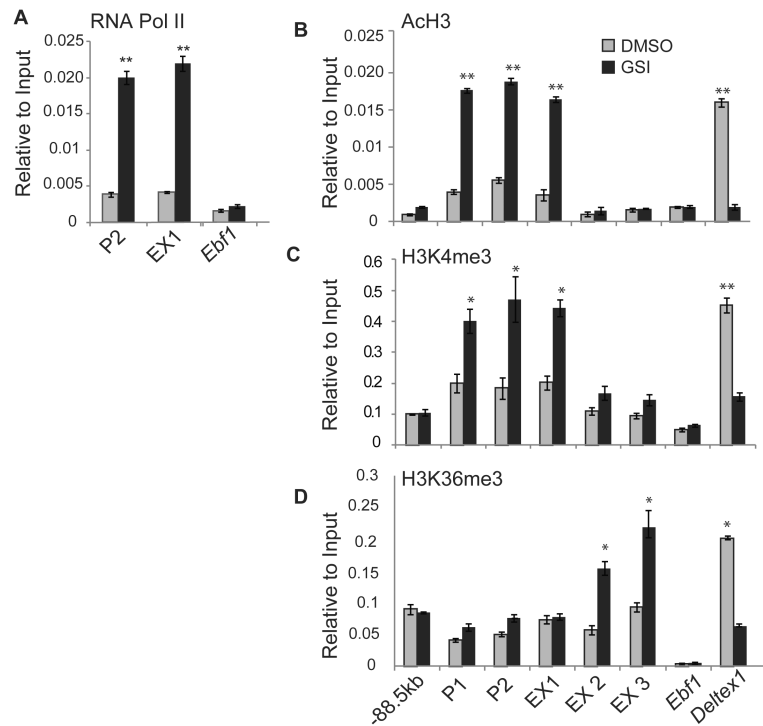 A
RNA Pol II
Relative to Input
0.025
0.020
0.015
0.01
0.005
0
** **
P2 EX1 Ebf1
B
AcH3
DMSO
GSI
Relative to Input
0.025
0.020
0.015
0.01
0.005
0
** ** ** **
C
H3K4me3
Relative to Input
0.6
0.5
0.4
0.3
0.2
0.1
0
* * * **
D
H3K36me3
Relative to Input
0.3
0.25
0.2
0.15
0.1
0.05
0
* * *
-88.5kb P1 P2 EX1 EX 2 EX 3 Ebf1 Deltex1